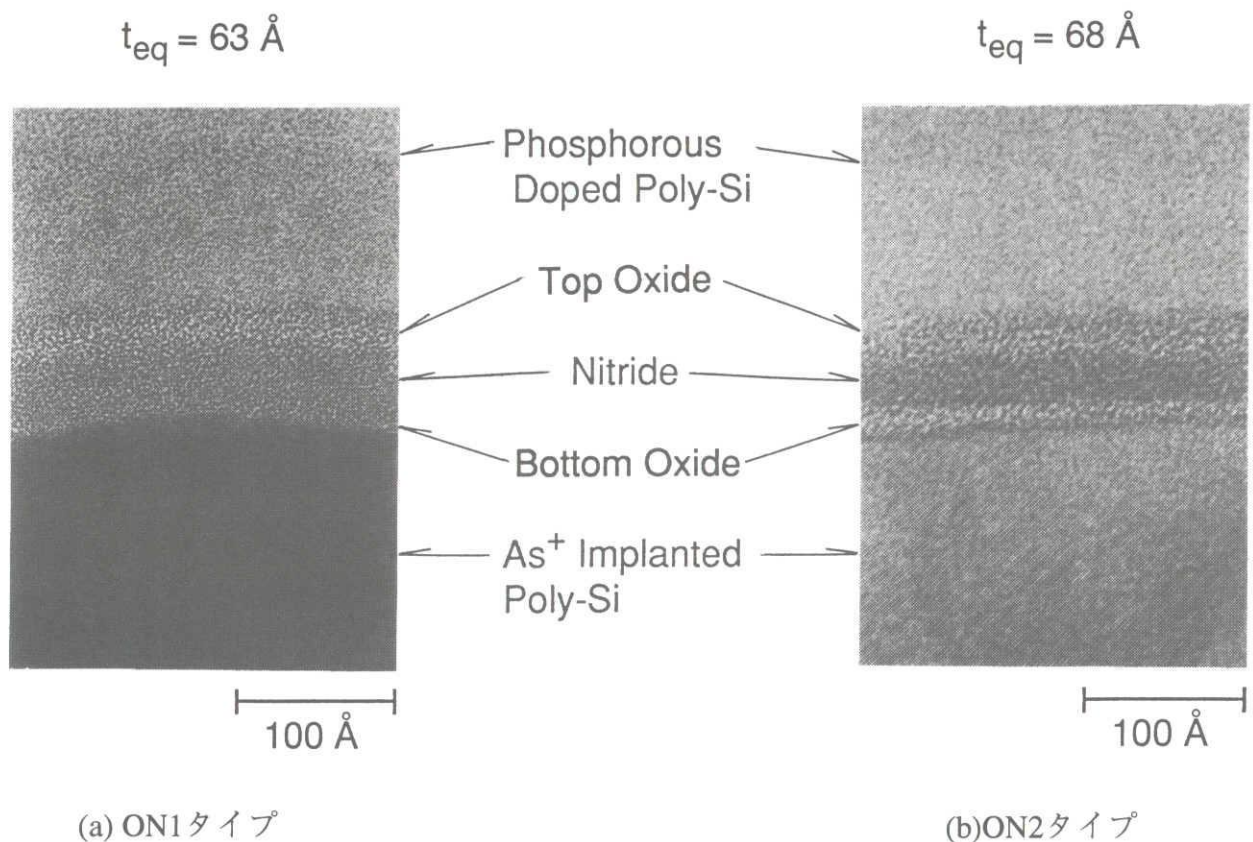 t_eq = 63 Å
t_eq = 68 Å
Phosphorous
Doped Poly-Si
Top Oxide
Nitride
Bottom Oxide
As⁺ Implanted
Poly-Si
100 Å
100 Å
(a) ON1タイプ
(b)ON2タイプ